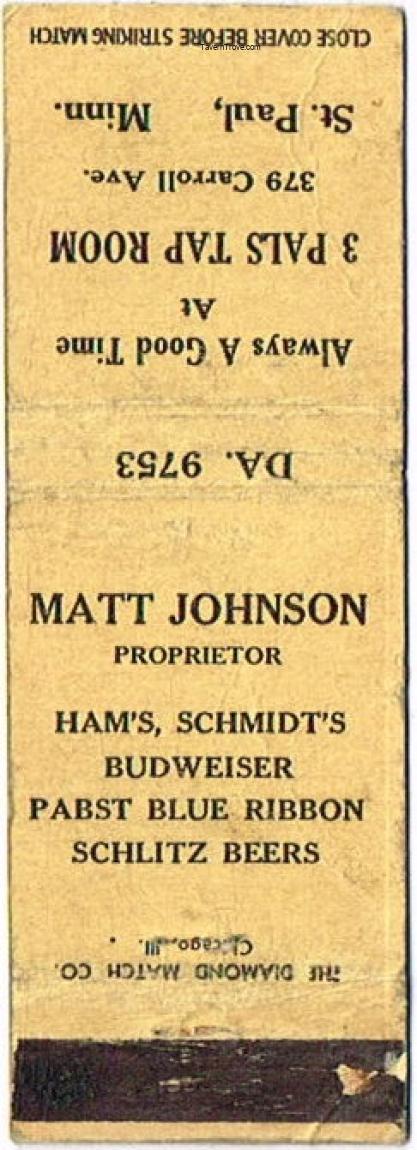 CLOSE COVER BEFORE STRIKING MATCH
TavernTrove.com
St. Paul, Minn.
379 Carroll Ave.
3 PALS TAP ROOM
At
Always A Good Time
DA. 9753
MATT JOHNSON
PROPRIETOR
HAM'S, SCHMIDT'S
BUDWEISER
PABST BLUE RIBBON
SCHLITZ BEERS
THE DIAMOND MATCH CO.
Chicago, Ill.